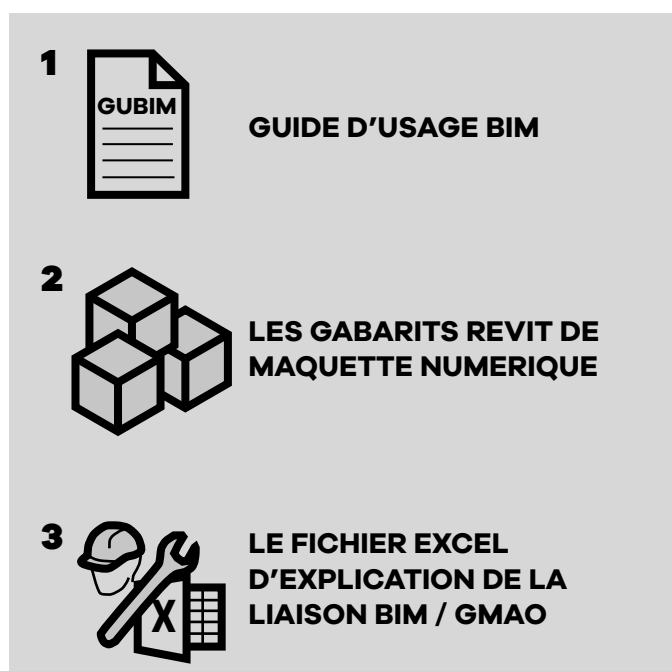 1
GUBIM
GUIDE D’USAGE BIM
2
LES GABARITS REVIT DE
MAQUETTE NUMERIQUE
3
X
LE FICHIER EXCEL
D’EXPLICATION DE LA
LIAISON BIM / GMAO